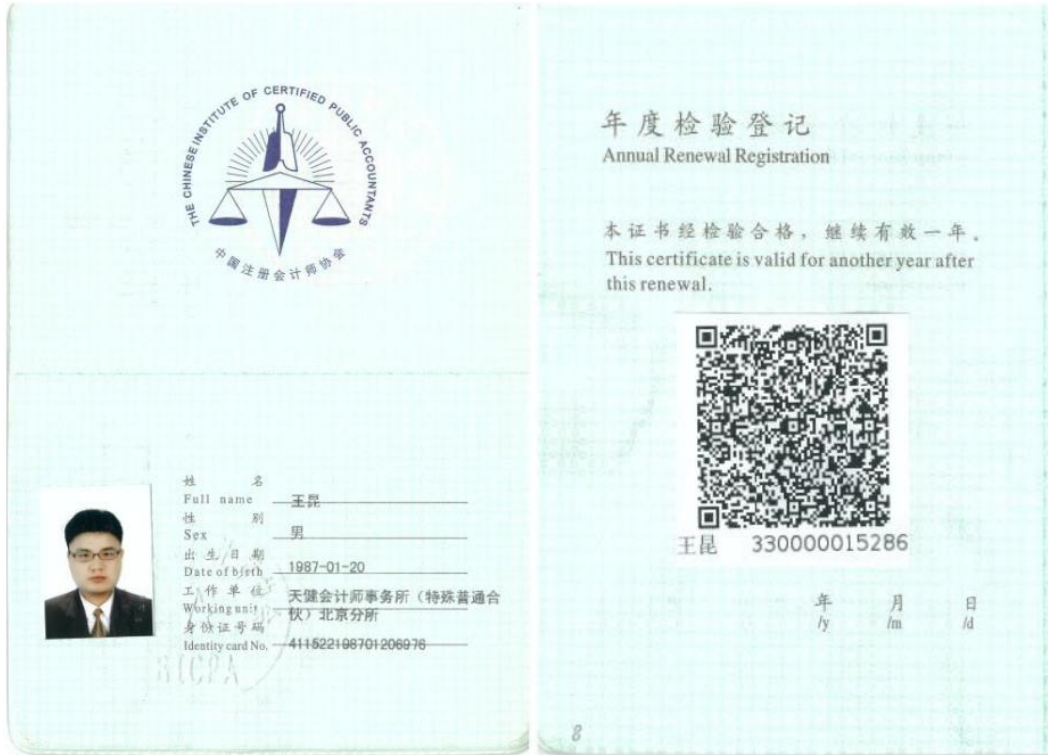 THE CHINESE INSTITUTE OF CERTIFIED PUBLIC ACCOUNTANTS
中国注册会计师协会
姓 名
Full name 王昆
性 别
Sex 男
出生日期
Date of birth 1987-01-20
工作单位 天健会计师事务所（特殊普通合
Working unit 伙）北京分所
身份证号码
Identity card No. 411522198701206976
年度检验登记
Annual Renewal Registration
本证书经检验合格，继续有效一年。
This certificate is valid for another year after
this renewal.
王昆 330000015286
年 月 日
/y /m /d
8